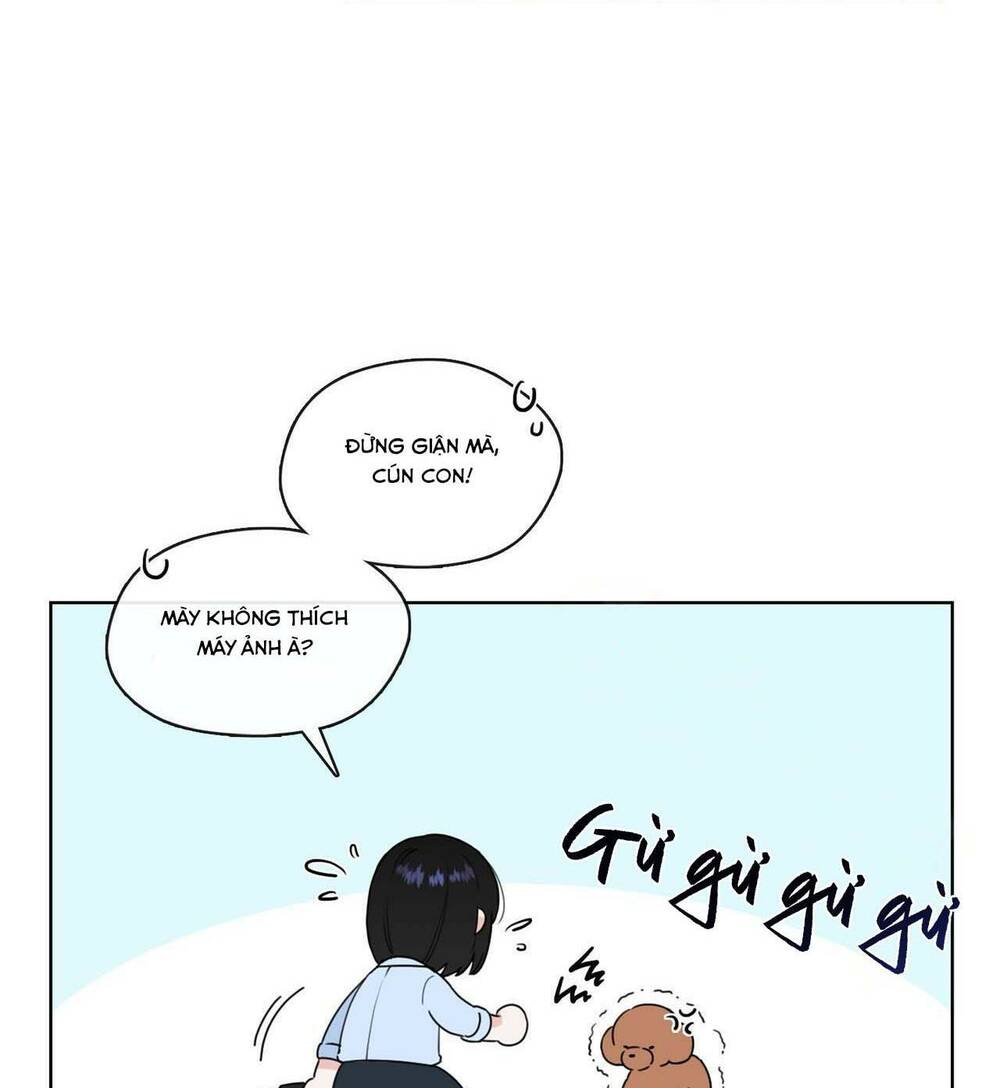 ĐỪNG GIẬN MÀ,
CÚN CON!
MÀY KHÔNG THÍCH
MÁY ẢNH À?
Gừ gừ gừ gừ